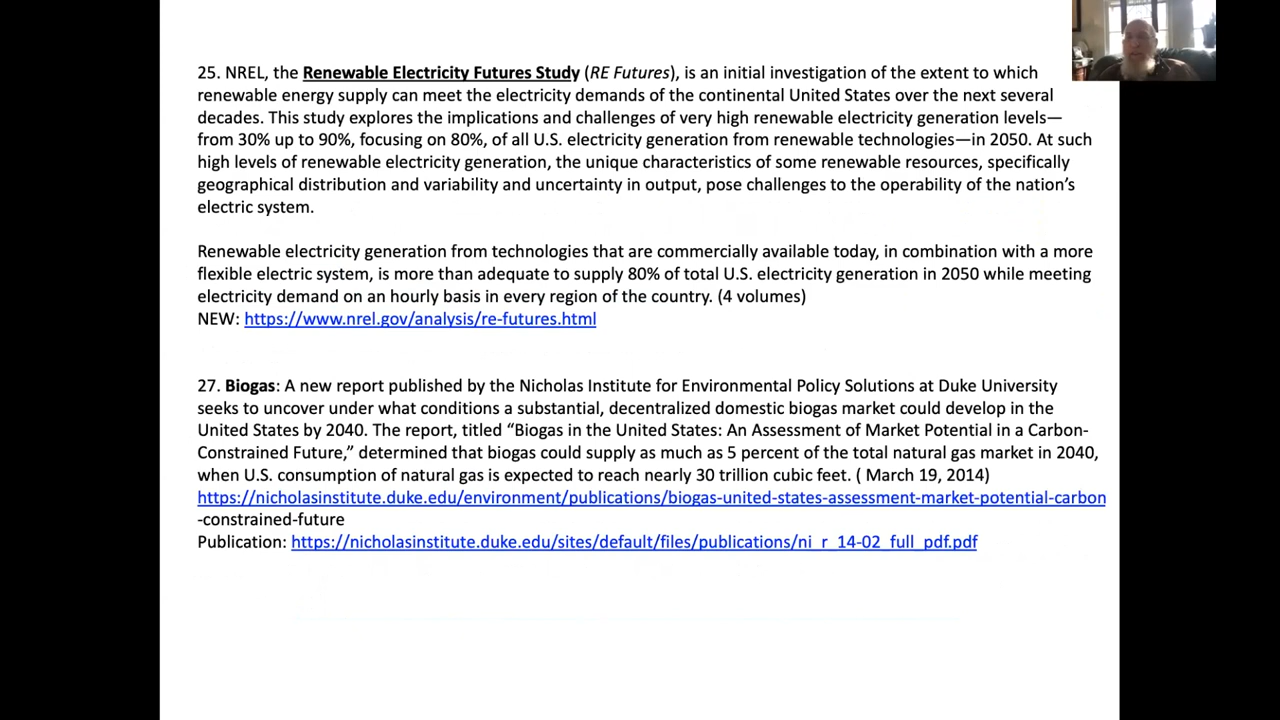 25. NREL, the Renewable Electricity Futures Study (RE Futures), is an initial investigation of the extent to which
renewable energy supply can meet the electricity demands of the continental United States over the next several
decades. This study explores the implications and challenges of very high renewable electricity generation levels—
from 30% up to 90%, focusing on 80%, of all U.S. electricity generation from renewable technologies—in 2050. At such
high levels of renewable electricity generation, the unique characteristics of some renewable resources, specifically
geographical distribution and variability and uncertainty in output, pose challenges to the operability of the nation’s
electric system.
Renewable electricity generation from technologies that are commercially available today, in combination with a more
flexible electric system, is more than adequate to supply 80% of total U.S. electricity generation in 2050 while meeting
electricity demand on an hourly basis in every region of the country. (4 volumes)
NEW: https://www.nrel.gov/analysis/re-futures.html
27. Biogas: A new report published by the Nicholas Institute for Environmental Policy Solutions at Duke University
seeks to uncover under what conditions a substantial, decentralized domestic biogas market could develop in the
United States by 2040. The report, titled “Biogas in the United States: An Assessment of Market Potential in a Carbon-
Constrained Future,” determined that biogas could supply as much as 5 percent of the total natural gas market in 2040,
when U.S. consumption of natural gas is expected to reach nearly 30 trillion cubic feet. ( March 19, 2014)
https://nicholasinstitute.duke.edu/environment/publications/biogas-united-states-assessment-market-potential-carbon
-constrained-future
Publication: https://nicholasinstitute.duke.edu/sites/default/files/publications/ni_r_14-02_full_pdf.pdf